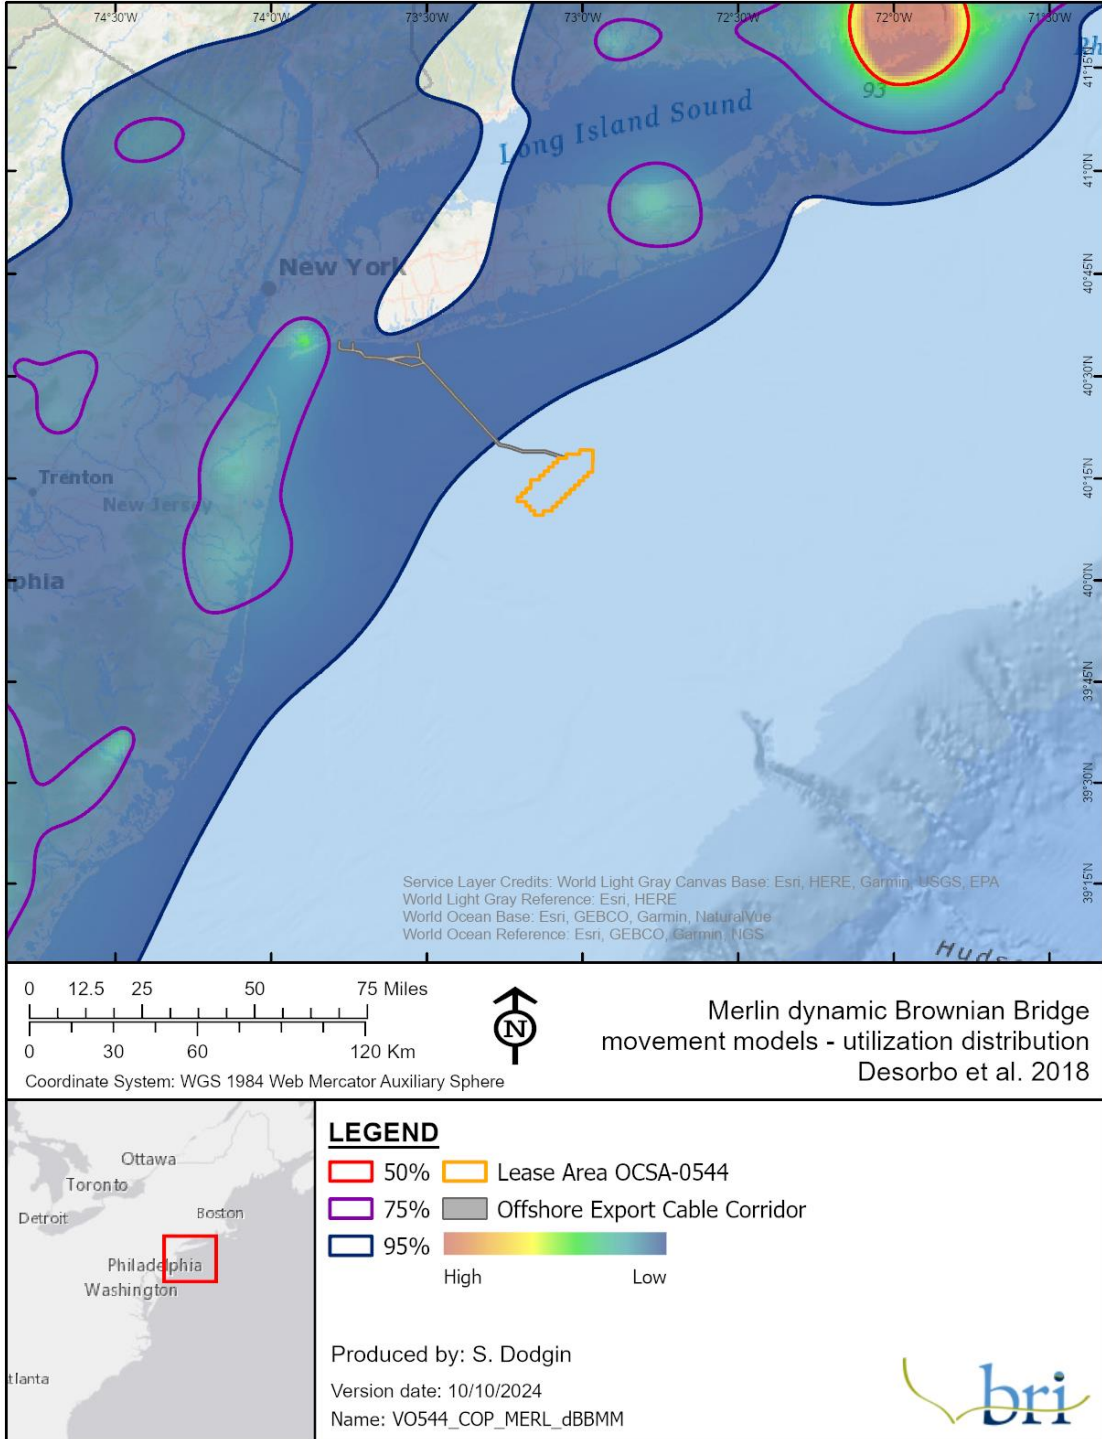 74°30'W 74°0'W 73°30'W 73°0'W 72°30'W 72°0'W 71°30'W
41°15'N
93
Long Island Sound
41°0'N
New York
40°45'N
40°30'N
Trenton
40°15'N
New Jersey
phia
40°0'N
39°45'N
39°30'N
39°15'N
Service Layer Credits: World Light Gray Canvas Base: Esri, HERE, Garmin, USGS, EPA
World Light Gray Reference: Esri, HERE
World Ocean Base: Esri, GEBCO, Garmin, NaturalVue
World Ocean Reference: Esri, GEBCO, Garmin, NGS
Huds
0 12.5 25 50 75 Miles
0 30 60 120 Km
Coordinate System: WGS 1984 Web Mercator Auxiliary Sphere
N
Merlin dynamic Brownian Bridge
movement models - utilization distribution
Desorbo et al. 2018
Ottawa
Toronto
Detroit
Boston
Philadelphia
Washington
tlanta
LEGEND
50% Lease Area OCSA-0544
75% Offshore Export Cable Corridor
95%
High Low
Produced by: S. Dodgin
Version date: 10/10/2024
Name: VO544_COP_MERL_dBBMM
bri